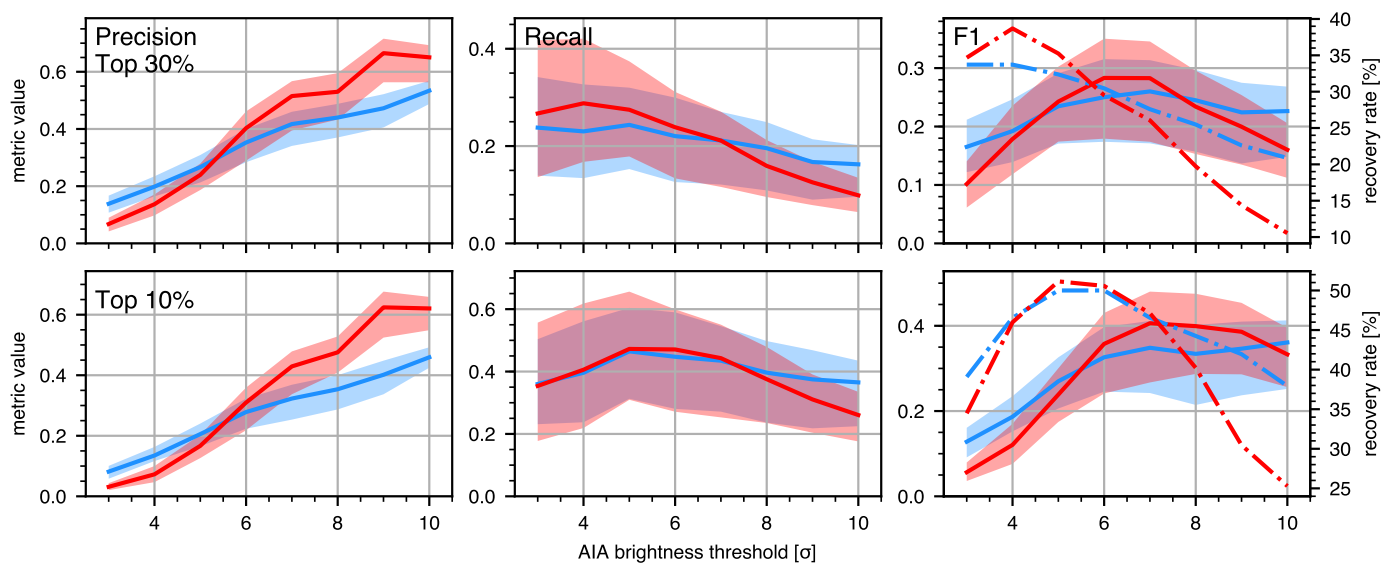 Precision
Top 30%
Recall
F1
metric value
0.6
0.4
0.2
0.0
0.4
0.2
0.0
0.3
0.2
0.1
0.0
40
35
30
25
20
15
10
recovery rate [%]
Top 10%
metric value
0.6
0.4
0.2
0.0
0.6
0.4
0.2
0.0
0.4
0.2
0.0
50
45
40
35
30
25
recovery rate [%]
4 6 8 10
4 6 8 10
4 6 8 10
AIA brightness threshold [σ]